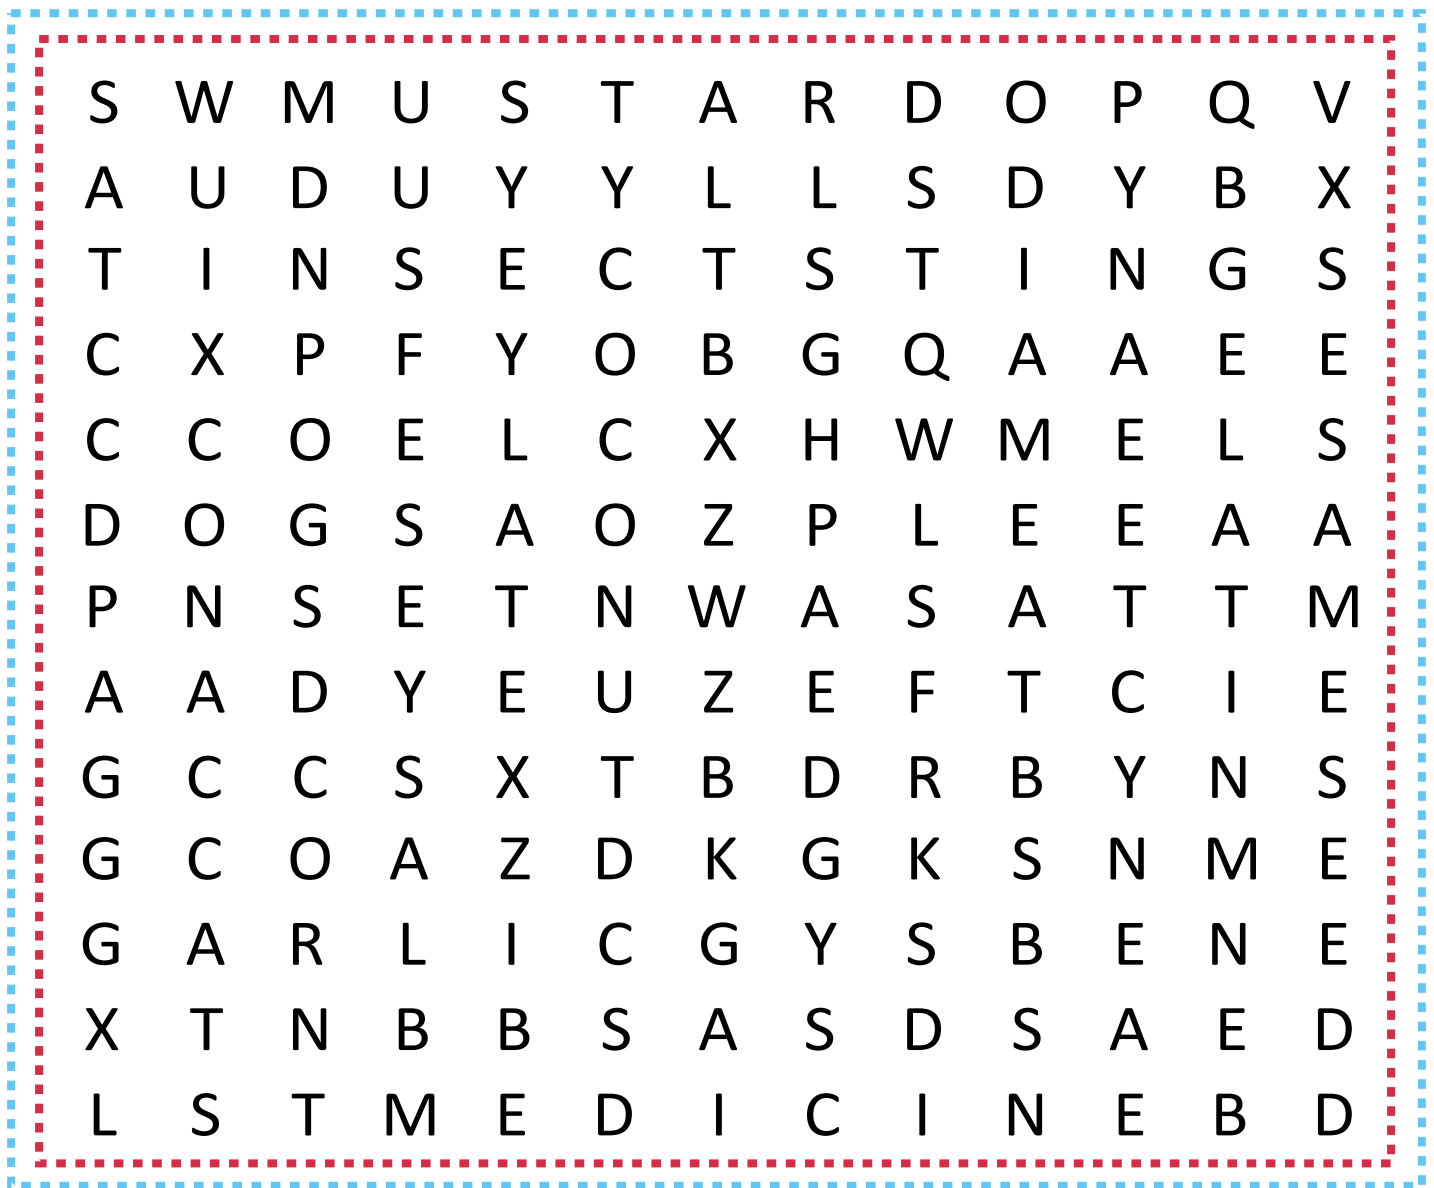 S W M U S T A R D O P Q V
A U D U Y Y L L S D Y B X
T I N S E C T S T I N G S
C X P F Y O B G Q A A E E
C C O E L C X H W M E L S
D O G S A O Z P L E E A A
P N S E T N W A S A T T M
A A D Y E U Z E F T C I E
G C C S X T B D R B Y N S
G C O A Z D K G K S N M E
G A R L I C G Y S B E N E
X T N B B S A S D S A E D
L S T M E D I C I N E B D